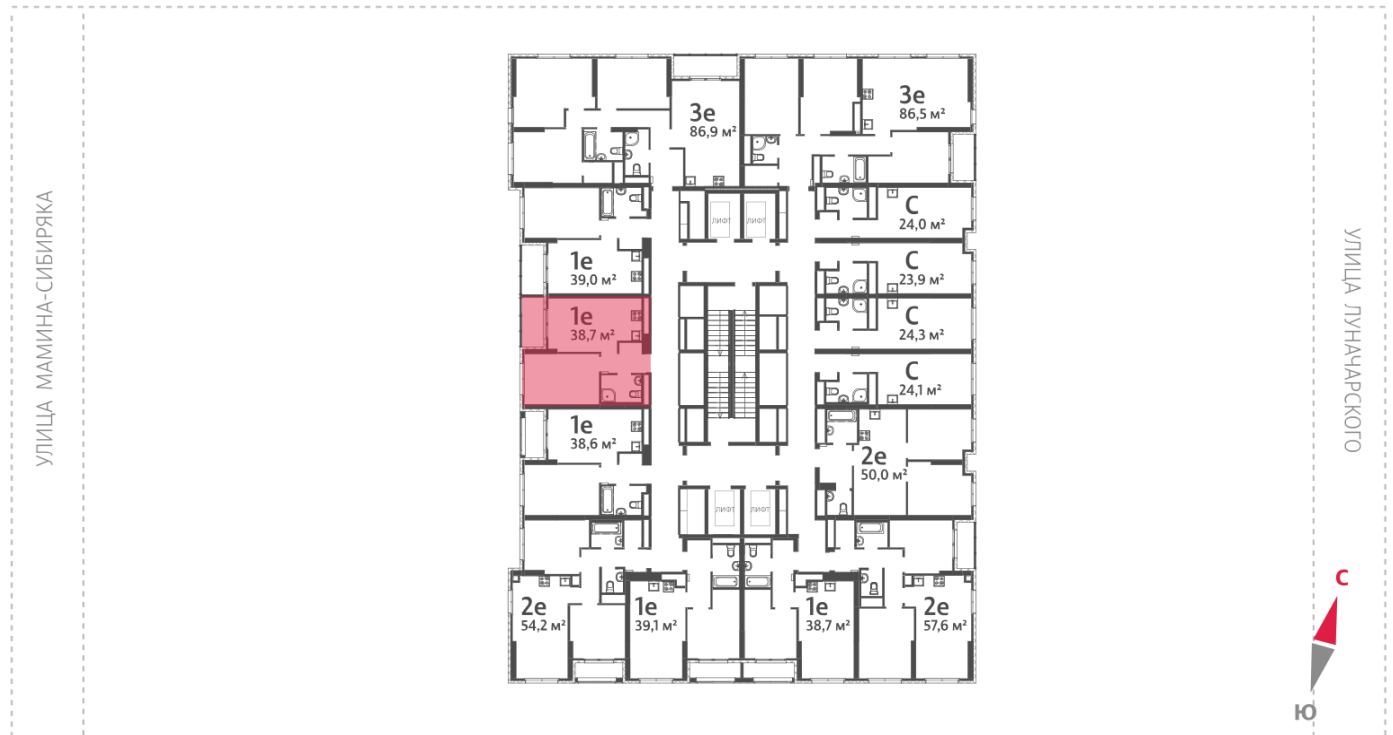 УЛИЦА МАМИНА-СИБИРЯКА
3е
86,9 м²
3е
86,5 м²
ЛИФТ
ЛИФТ
С
24,0 м²
1е
39,0 м²
С
23,9 м²
1е
38,7 м²
С
24,3 м²
С
24,1 м²
1е
38,6 м²
2е
50,0 м²
ЛИФТ
ЛИФТ
2е
54,2 м²
1е
39,1 м²
1е
38,7 м²
2е
57,6 м²
УЛИЦА ЛУНАЧАРСКОГО
С
Ю